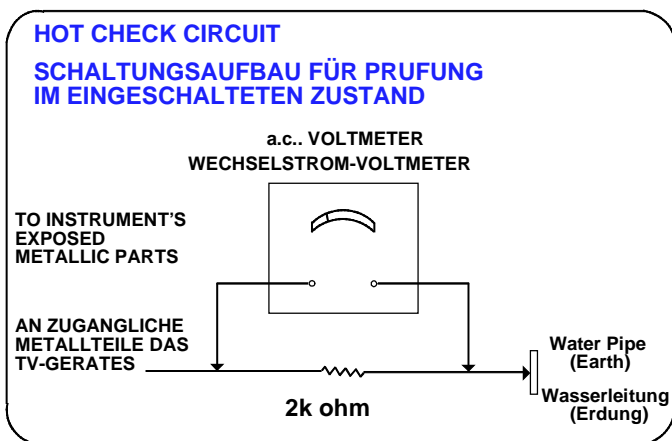 HOT CHECK CIRCUIT
SCHALTUNGSAUFBAU FÜR PRUFUNG
IM EINGESCHALTETEN ZUSTAND
a.c.. VOLTMETER
WECHSELSTROM-VOLTMETER
TO INSTRUMENT'S
EXPOSED
METALLIC PARTS
AN ZUGANGLICHE
METALLTEILE DAS
TV-GERATES
2k ohm
Water Pipe
(Earth)
Wasserleitung
(Erdung)